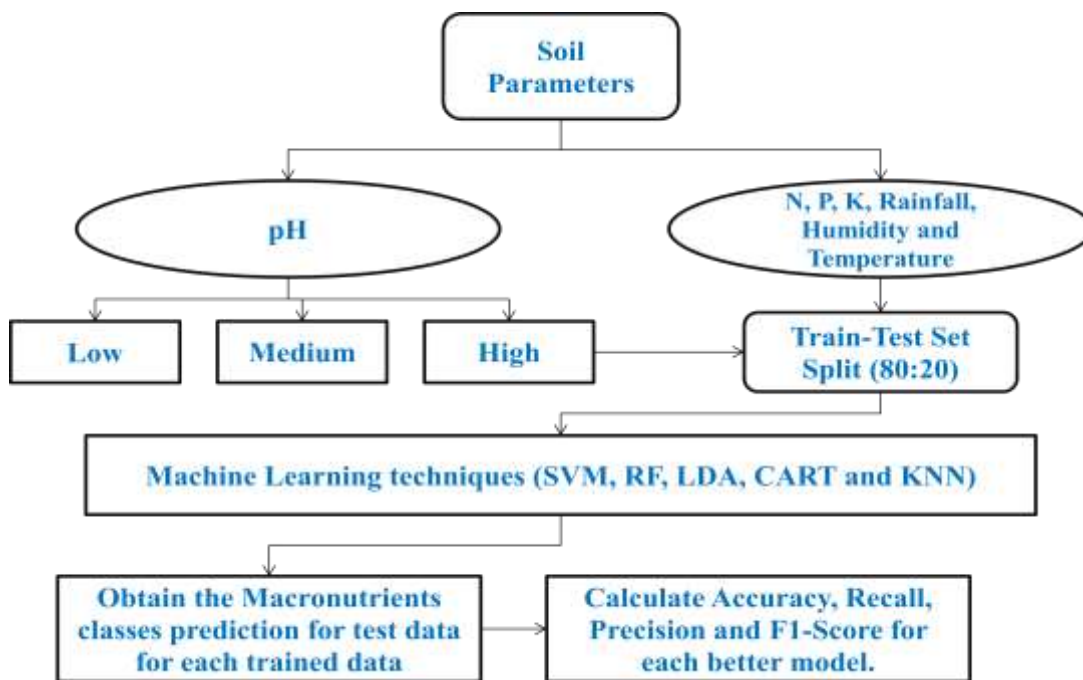 Soil
Parameters
pH
N, P, K, Rainfall,
Humidity and
Temperature
Low
Medium
High
Train-Test Set
Split (80:20)
Machine Learning techniques (SVM, RF, LDA, CART and KNN)
Obtain the Macronutrients
classes prediction for test data
for each trained data
Calculate Accuracy, Recall,
Precision and F1-Score for
each better model.